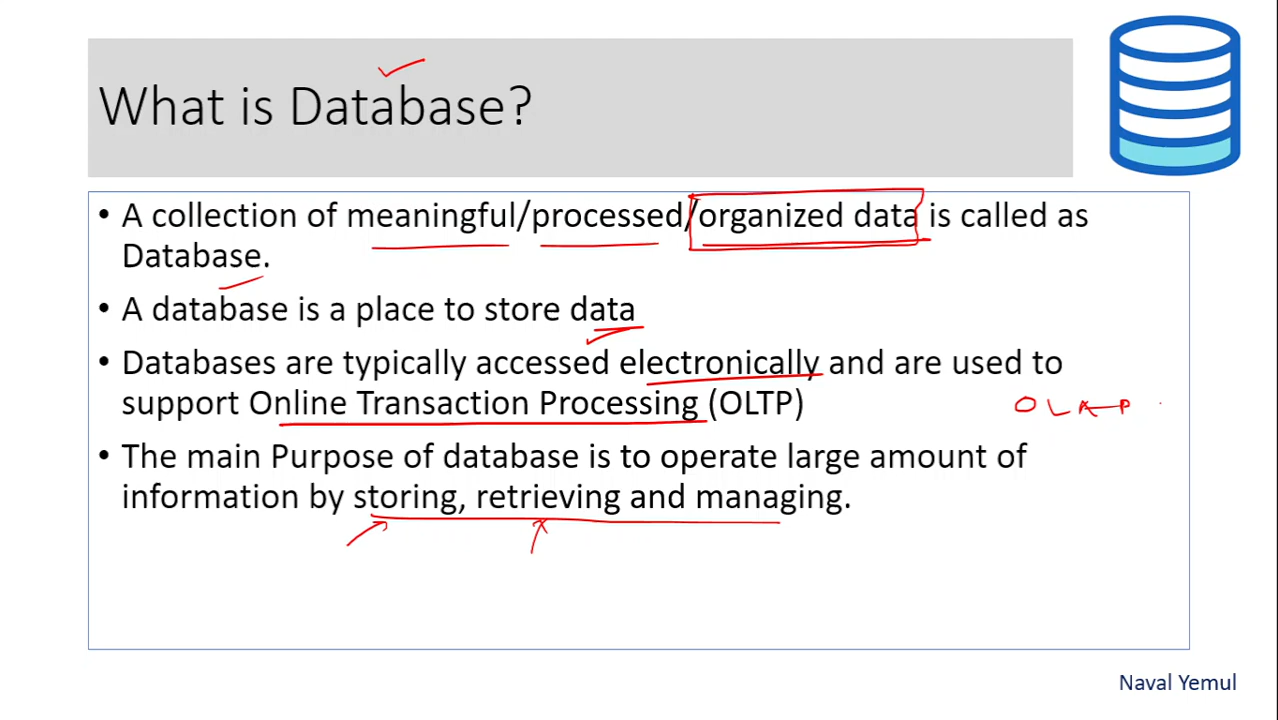 What is Database?
• A collection of meaningful/processed/organized data is called as
Database.
• A database is a place to store data
• Databases are typically accessed electronically and are used to
support Online Transaction Processing (OLTP)
OLAP
• The main Purpose of database is to operate large amount of
information by storing, retrieving and managing.
Naval Yemul